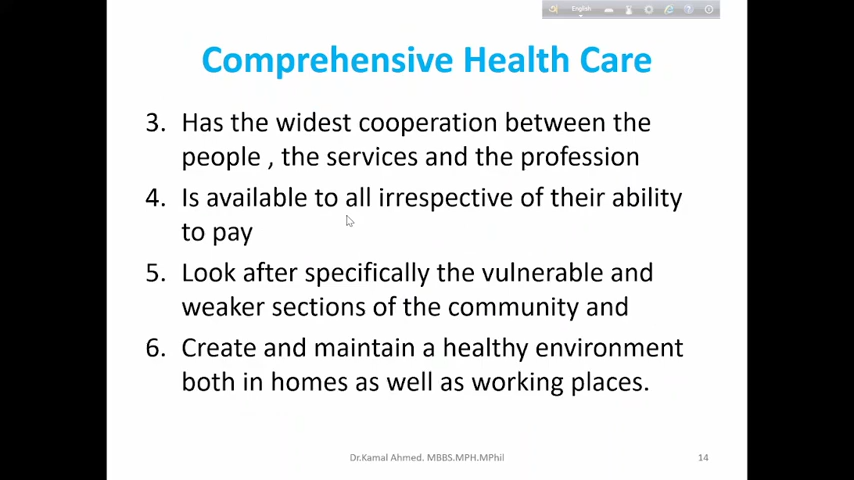 English
Comprehensive Health Care
3. Has the widest cooperation between the
people , the services and the profession
4. Is available to all irrespective of their ability
to pay
5. Look after specifically the vulnerable and
weaker sections of the community and
6. Create and maintain a healthy environment
both in homes as well as working places.
Dr.Kamal Ahmed. MBBS.MPH.MPhil
14